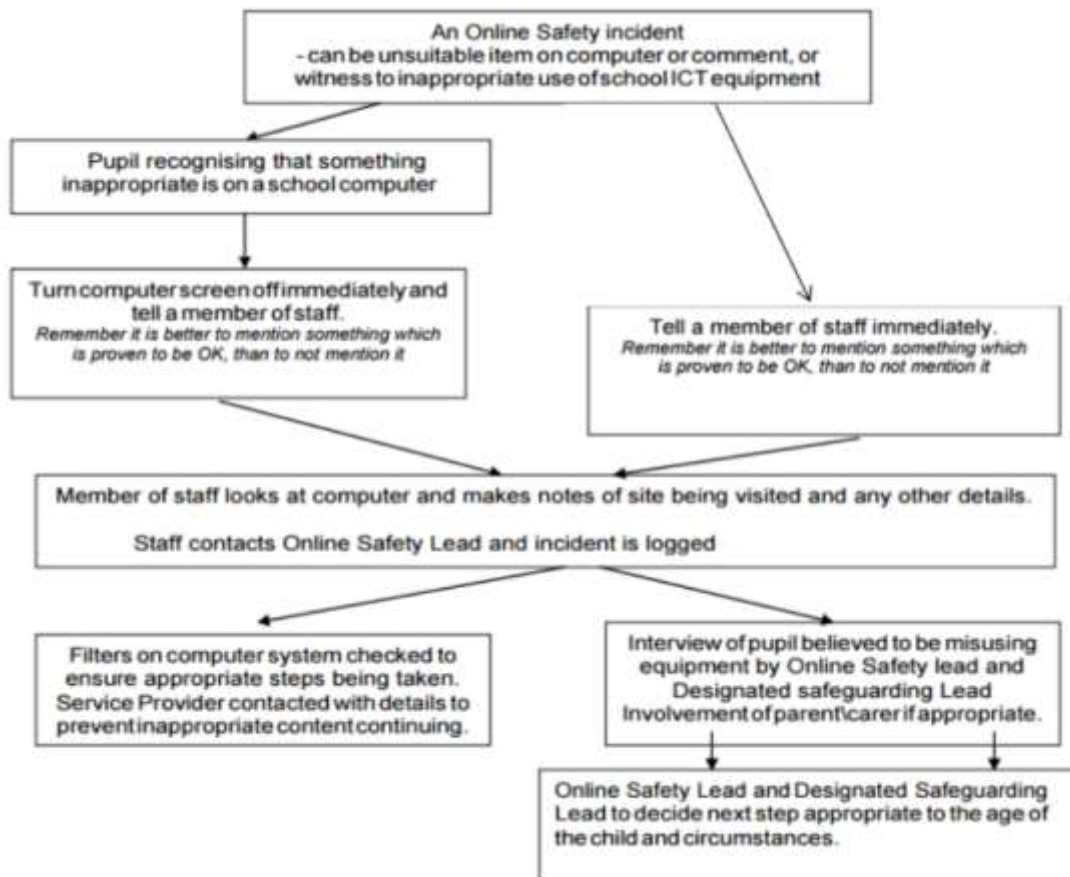 An Online Safety incident
- can be unsuitable item on computer or comment, or
witness to inappropriate use of school ICT equipment
Pupil recognising that something
inappropriate is on a school computer
Turn computer screen off immediately and
tell a member of staff.
Remember it is better to mention something which
is proven to be OK, than to not mention it
Tell a member of staff immediately.
Remember it is better to mention something which
is proven to be OK, than to not mention it
Member of staff looks at computer and makes notes of site being visited and any other details.
Staff contacts Online Safety Lead and incident is logged
Filters on computer system checked to
ensure appropriate steps being taken.
Service Provider contacted with details to
prevent inappropriate content continuing.
Interview of pupil believed to be misusing
equipment by Online Safety lead and
Designated safeguarding Lead
Involvement of parent\carer if appropriate.
Online Safety Lead and Designated Safeguarding
Lead to decide next step appropriate to the age of
the child and circumstances.